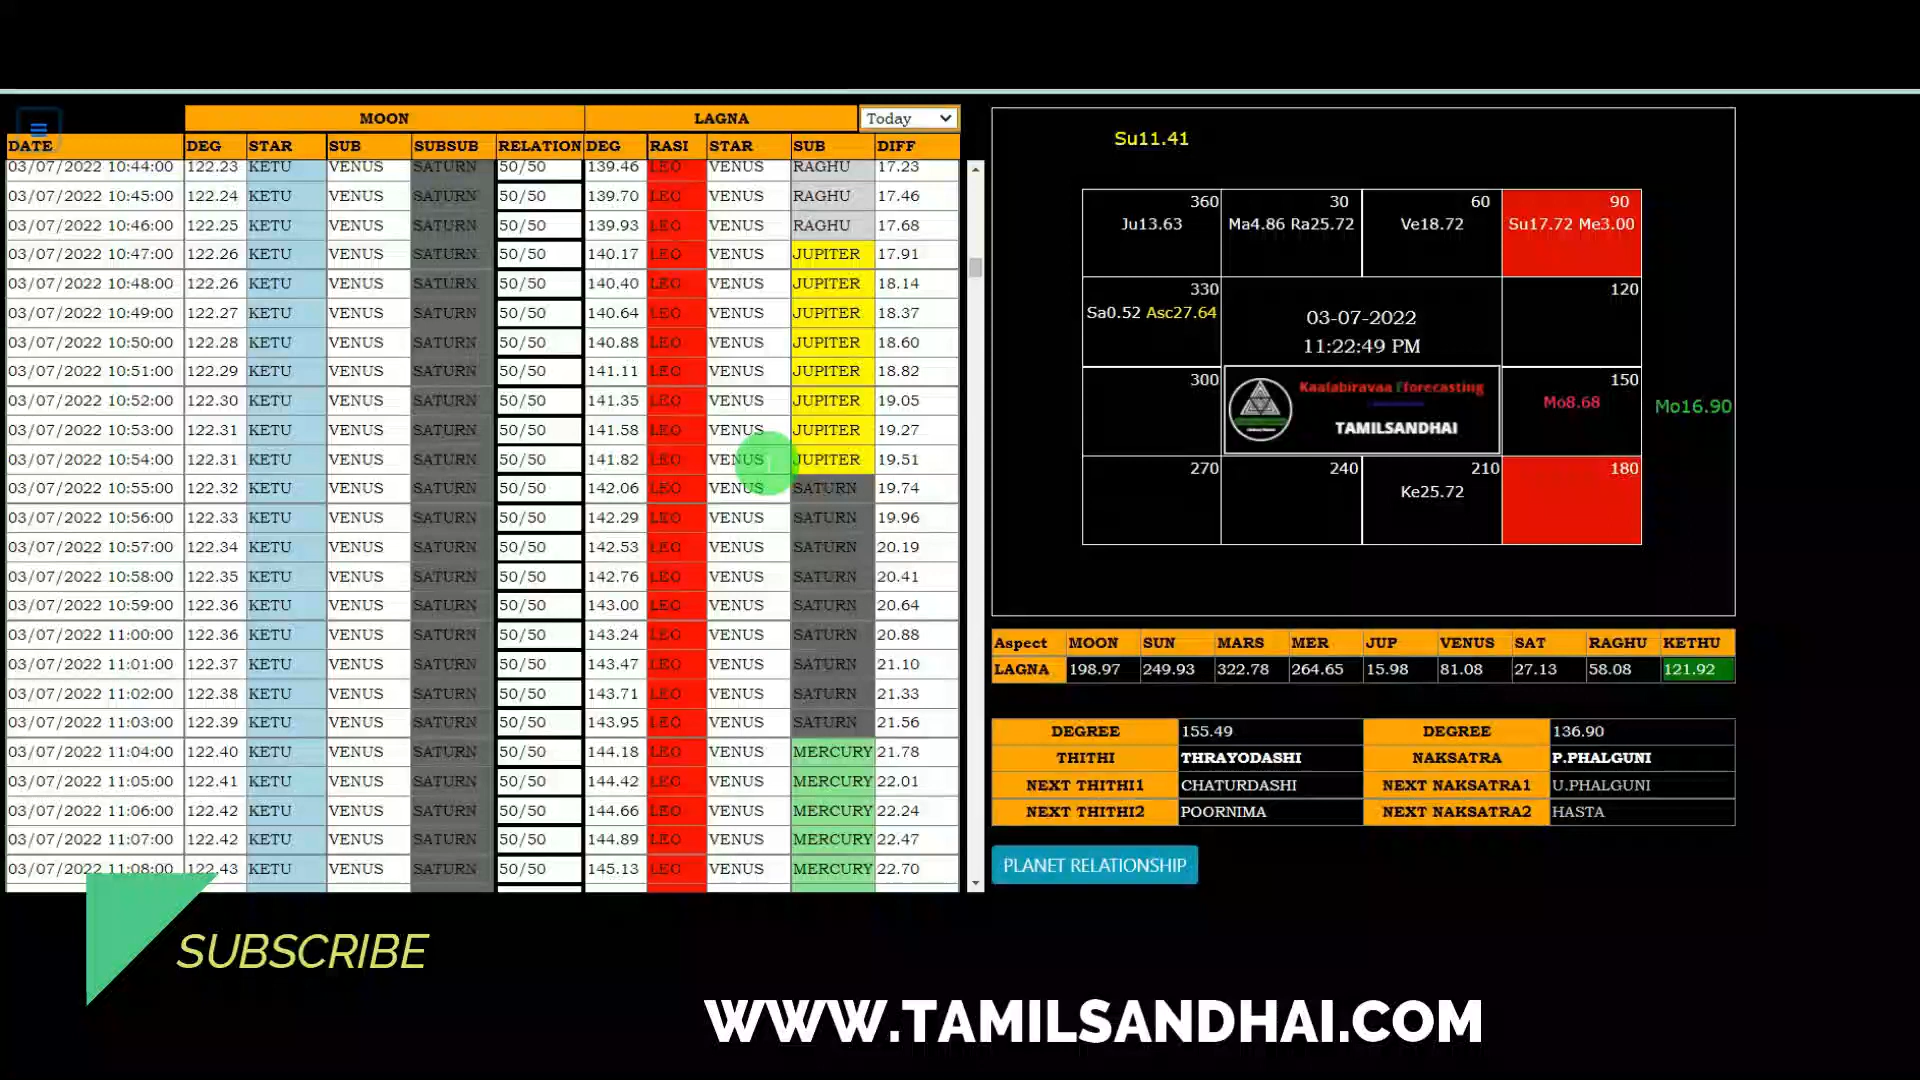 MOON LAGNA Today
DATE DEG STAR SUB SUBSUB RELATION DEG RASI STAR SUB DIFF
03/07/2022 10:44:00 122.23 KETU VENUS SATURN 50/50 139.46 LEO VENUS RAGHU 17.23
03/07/2022 10:45:00 122.24 KETU VENUS SATURN 50/50 139.70 LEO VENUS RAGHU 17.46
03/07/2022 10:46:00 122.25 KETU VENUS SATURN 50/50 139.93 LEO VENUS RAGHU 17.68
03/07/2022 10:47:00 122.26 KETU VENUS SATURN 50/50 140.17 LEO VENUS JUPITER 17.91
03/07/2022 10:48:00 122.26 KETU VENUS SATURN 50/50 140.40 LEO VENUS JUPITER 18.14
03/07/2022 10:49:00 122.27 KETU VENUS SATURN 50/50 140.64 LEO VENUS JUPITER 18.37
03/07/2022 10:50:00 122.28 KETU VENUS SATURN 50/50 140.88 LEO VENUS JUPITER 18.60
03/07/2022 10:51:00 122.29 KETU VENUS SATURN 50/50 141.11 LEO VENUS JUPITER 18.82
03/07/2022 10:52:00 122.30 KETU VENUS SATURN 50/50 141.35 LEO VENUS JUPITER 19.05
03/07/2022 10:53:00 122.31 KETU VENUS SATURN 50/50 141.58 LEO VENUS JUPITER 19.27
03/07/2022 10:54:00 122.31 KETU VENUS SATURN 50/50 141.82 LEO VENUS JUPITER 19.51
03/07/2022 10:55:00 122.32 KETU VENUS SATURN 50/50 142.06 LEO VENUS SATURN 19.74
03/07/2022 10:56:00 122.33 KETU VENUS SATURN 50/50 142.29 LEO VENUS SATURN 19.96
03/07/2022 10:57:00 122.34 KETU VENUS SATURN 50/50 142.53 LEO VENUS SATURN 20.19
03/07/2022 10:58:00 122.35 KETU VENUS SATURN 50/50 142.76 LEO VENUS SATURN 20.41
03/07/2022 10:59:00 122.36 KETU VENUS SATURN 50/50 143.00 LEO VENUS SATURN 20.64
03/07/2022 11:00:00 122.36 KETU VENUS SATURN 50/50 143.24 LEO VENUS SATURN 20.88
03/07/2022 11:01:00 122.37 KETU VENUS SATURN 50/50 143.47 LEO VENUS SATURN 21.10
03/07/2022 11:02:00 122.38 KETU VENUS SATURN 50/50 143.71 LEO VENUS SATURN 21.33
03/07/2022 11:03:00 122.39 KETU VENUS SATURN 50/50 143.95 LEO VENUS SATURN 21.56
03/07/2022 11:04:00 122.40 KETU VENUS SATURN 50/50 144.18 LEO VENUS MERCURY 21.78
03/07/2022 11:05:00 122.41 KETU VENUS SATURN 50/50 144.42 LEO VENUS MERCURY 22.01
03/07/2022 11:06:00 122.42 KETU VENUS SATURN 50/50 144.66 LEO VENUS MERCURY 22.24
03/07/2022 11:07:00 122.42 KETU VENUS SATURN 50/50 144.89 LEO VENUS MERCURY 22.47
03/07/2022 11:08:00 122.43 KETU VENUS SATURN 50/50 145.13 LEO VENUS MERCURY 22.70
Su11.41
360 30 60 90
Ju13.63 Ma4.86 Ra25.72 Ve18.72 Su17.72 Me3.00
330 120
Sa0.52 Asc27.64
03-07-2022
11:22:49 PM
300 150
Kaalabiravaa Fforecasting
TAMILSANDHAI
Mo8.68 Mo16.90
270 240 210 180
Ke25.72
Aspect MOON SUN MARS MER JUP VENUS SAT RAGHU KETHU
LAGNA 198.97 249.93 322.78 264.65 15.98 81.08 27.13 58.08 121.92
DEGREE 155.49 DEGREE 136.90
THITHI THRAYODASHI NAKSATRA P.PHALGUNI
NEXT THITHI1 CHATURDASHI NEXT NAKSATRA1 U.PHALGUNI
NEXT THITHI2 POORNIMA NEXT NAKSATRA2 HASTA
PLANET RELATIONSHIP
SUBSCRIBE
WWW.TAMILSANDHAI.COM